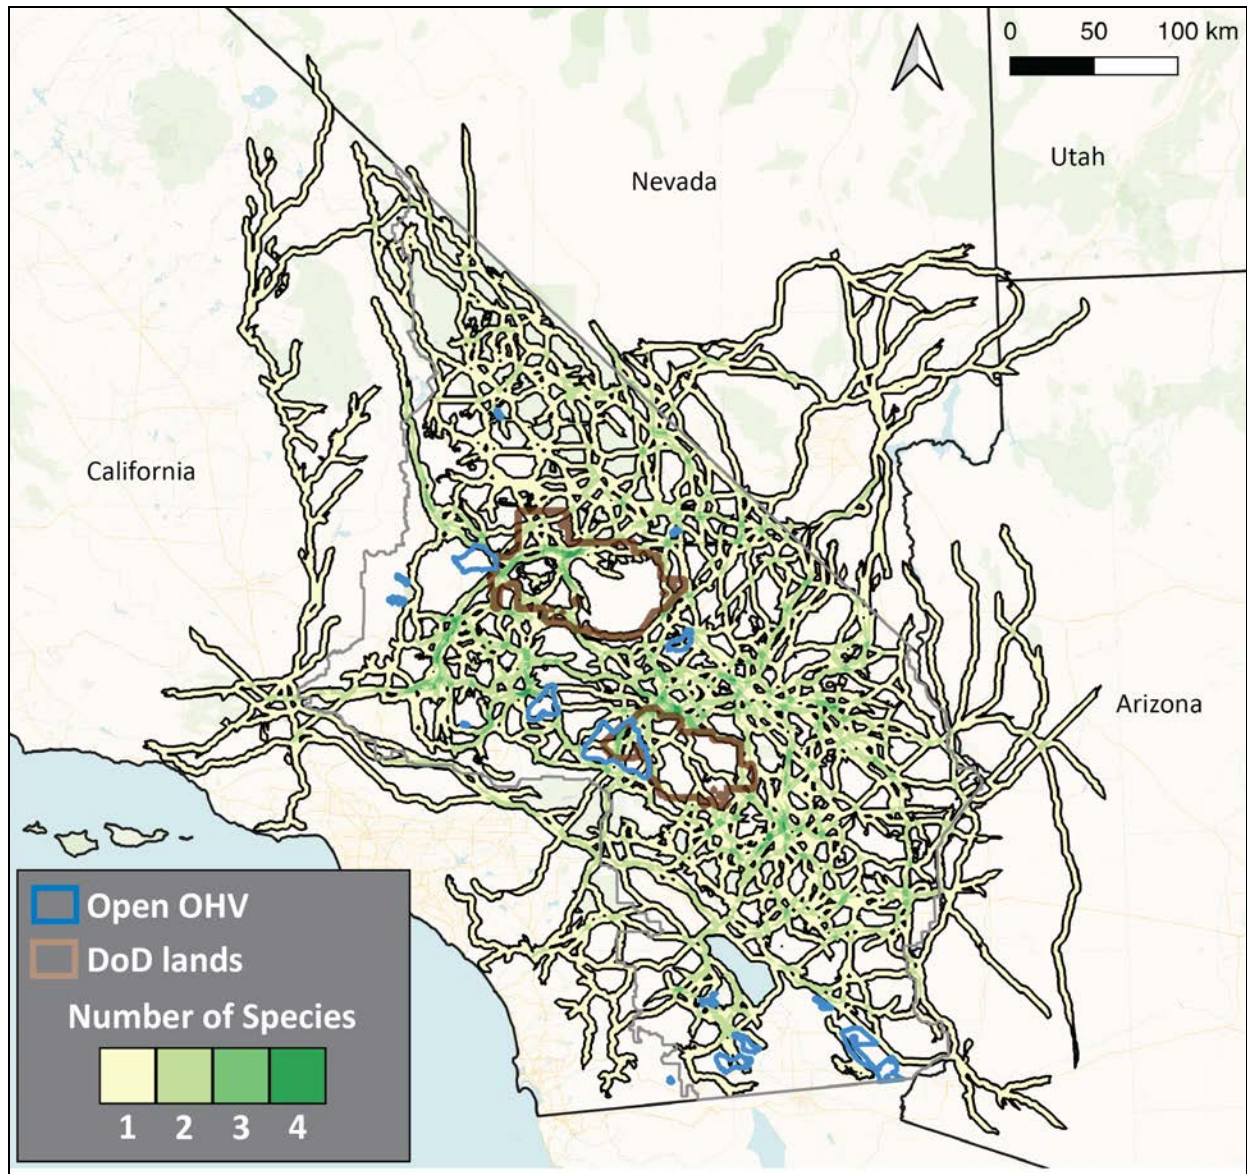 0 50 100 km
Utah
Nevada
California
Arizona
Open OHV
DoD lands
Number of Species
1 2 3 4